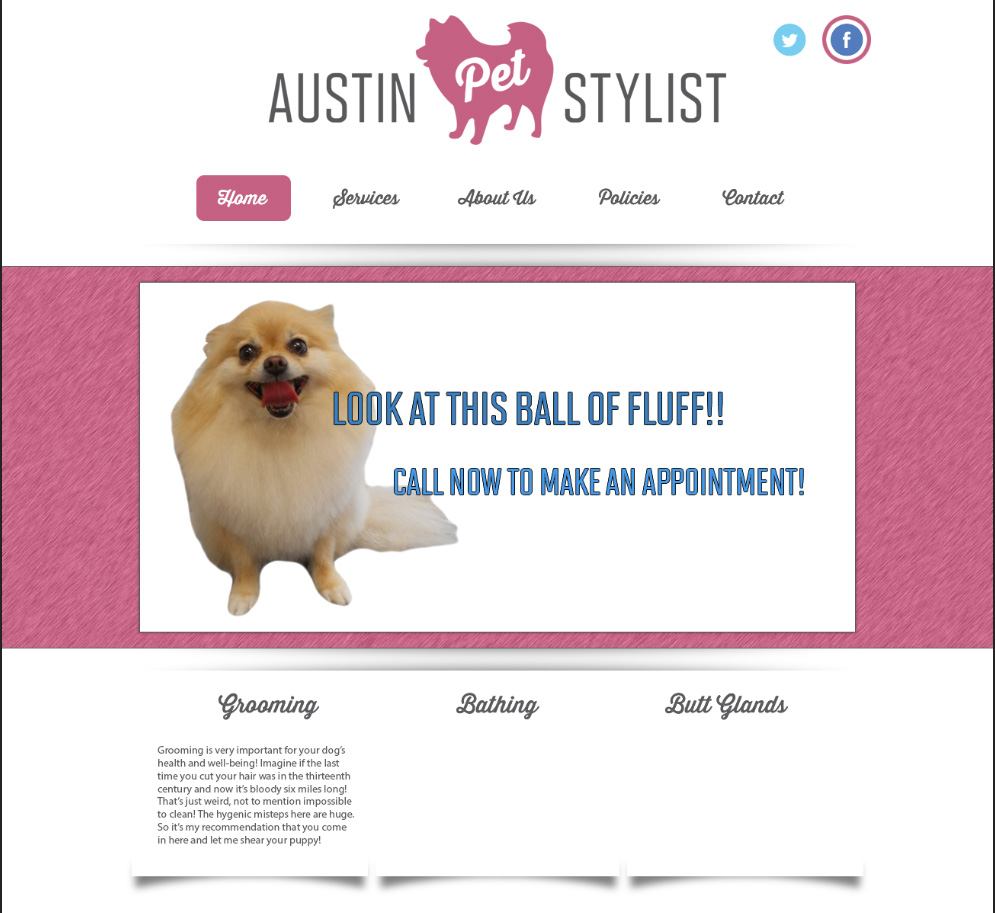 AUSTIN Pet STYLIST
f
Home Services About Us Policies Contact
LOOK AT THIS BALL OF FLUFF!!
CALL NOW TO MAKE AN APPOINTMENT!
Grooming Bathing Butt Glands
Grooming is very important for your dog's
health and well-being! Imagine if the last
time you cut your hair was in the thirteenth
century and now it's bloody six miles long!
That's just weird, not to mention impossible
to clean! The hygenic misteps here are huge.
So it's my recommendation that you come
in here and let me shear your puppy!